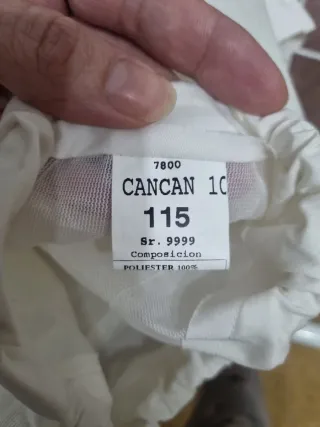 7800
CANCAN 10
115
Sr. 9999
Composicion
POLIESTER 100%